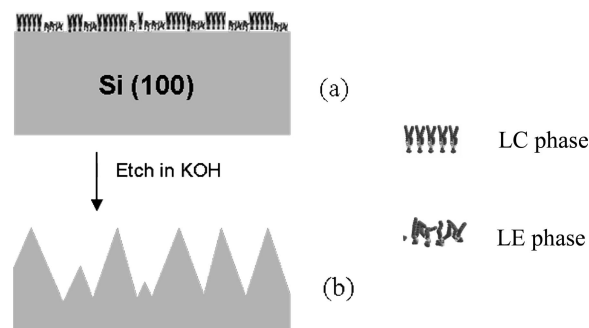 Si (100)
(a)
Etch in KOH
LC phase
LE phase
(b)